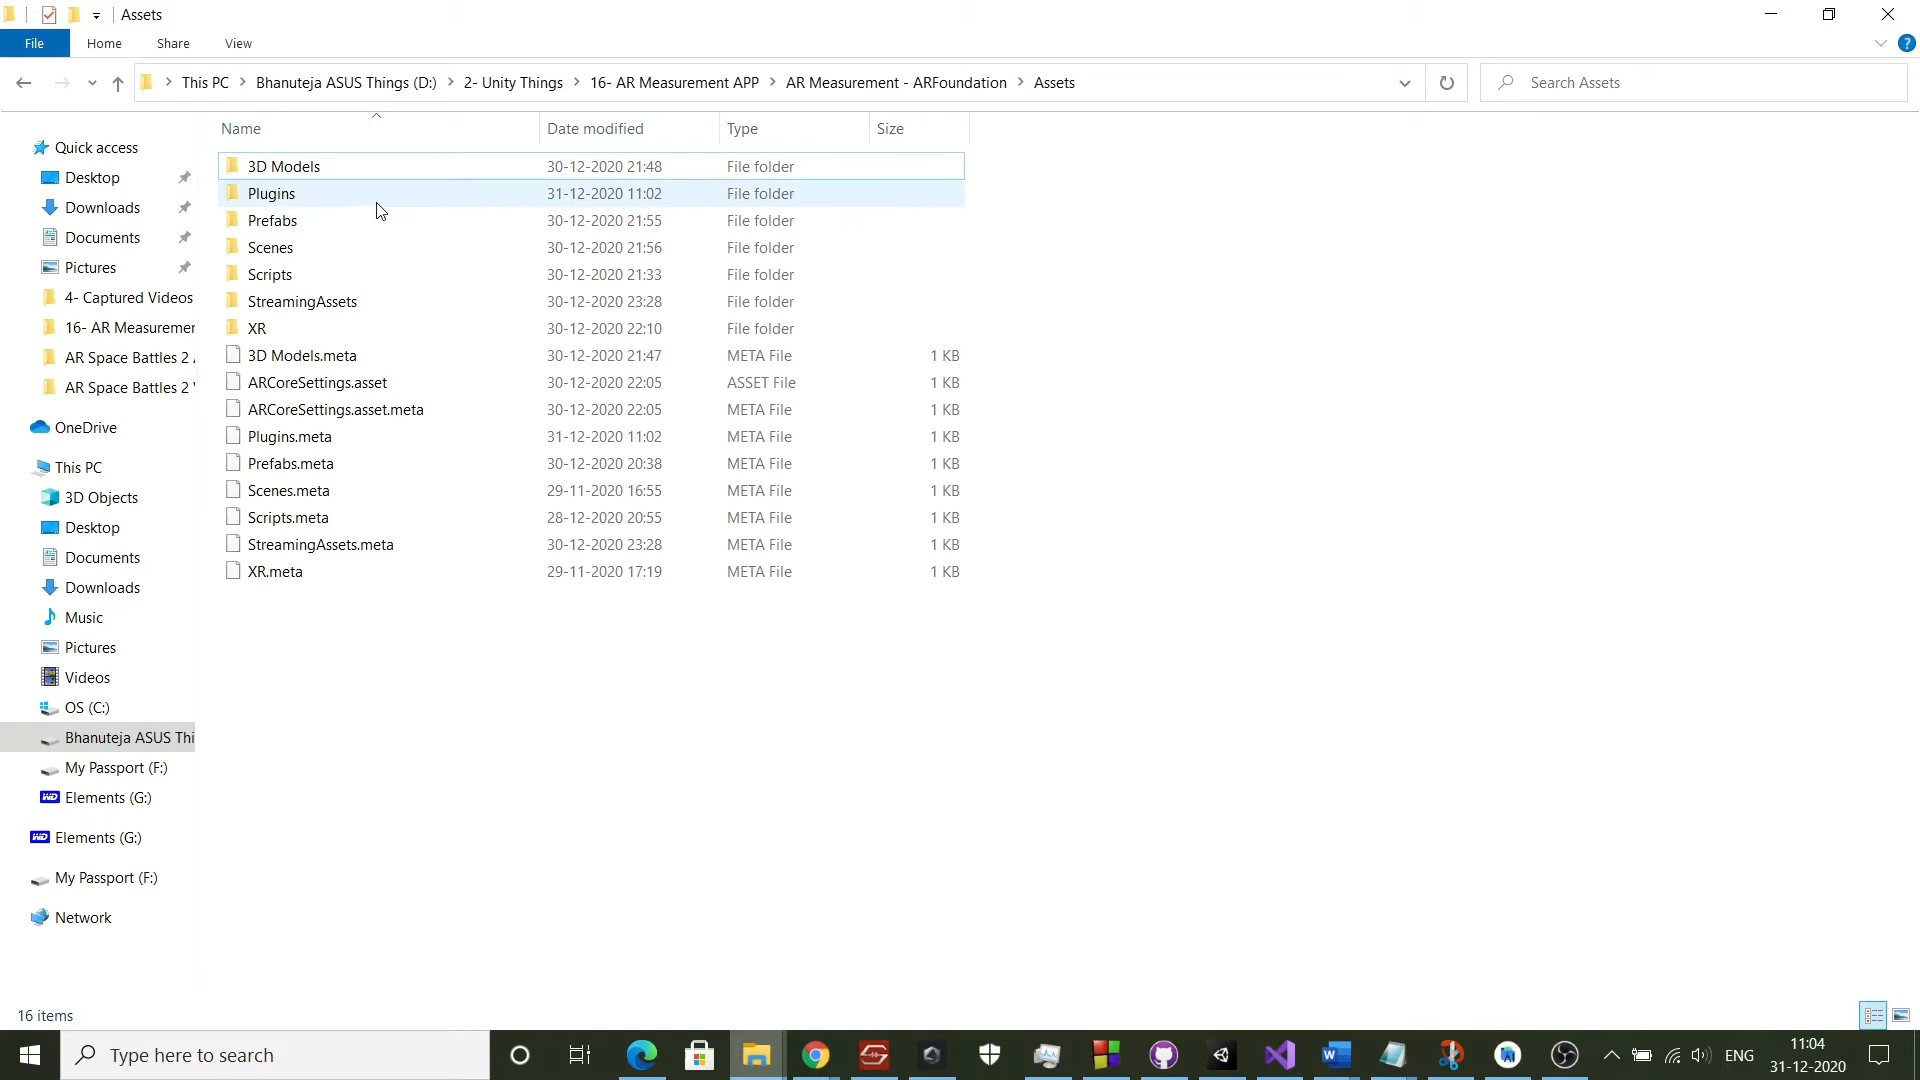 Assets
File Home Share View
This PC Bhanuteja ASUS Things (D:) 2- Unity Things 16- AR Measurement APP AR Measurement - ARFoundation Assets
Search Assets
Name Date modified Type Size
3D Models 30-12-2020 21:48 File folder
Plugins 31-12-2020 11:02 File folder
Prefabs 30-12-2020 21:55 File folder
Scenes 30-12-2020 21:56 File folder
Scripts 30-12-2020 21:33 File folder
StreamingAssets 30-12-2020 23:28 File folder
XR 30-12-2020 22:10 File folder
3D Models.meta 30-12-2020 21:47 META File 1 KB
ARCoreSettings.asset 30-12-2020 22:05 ASSET File 1 KB
ARCoreSettings.asset.meta 30-12-2020 22:05 META File 1 KB
Plugins.meta 31-12-2020 11:02 META File 1 KB
Prefabs.meta 30-12-2020 20:38 META File 1 KB
Scenes.meta 29-11-2020 16:55 META File 1 KB
Scripts.meta 28-12-2020 20:55 META File 1 KB
StreamingAssets.meta 30-12-2020 23:28 META File 1 KB
XR.meta 29-11-2020 17:19 META File 1 KB
Quick access
Desktop
Downloads
Documents
Pictures
4- Captured Videos
16- AR Measuremer
AR Space Battles 2
AR Space Battles 2
OneDrive
This PC
3D Objects
Desktop
Documents
Downloads
Music
Pictures
Videos
OS (C:)
Bhanuteja ASUS Thi
My Passport (F:)
WD Elements (G:)
WD Elements (G:)
My Passport (F:)
Network
16 items
Type here to search
ENG
11:04
31-12-2020